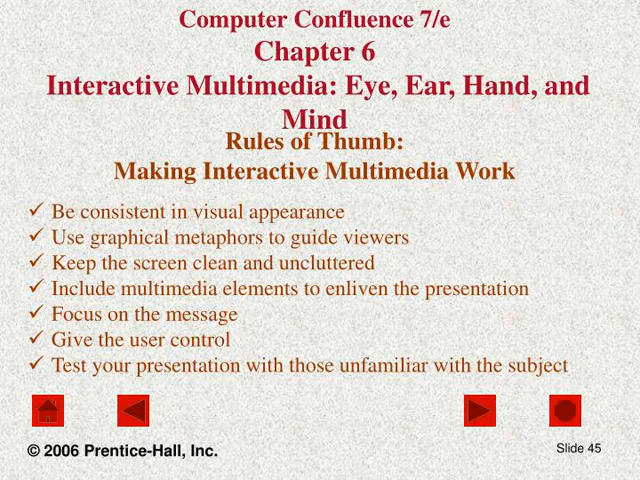 Computer Confluence 7/e
Chapter 6
Interactive Multimedia: Eye, Ear, Hand, and
Mind
Rules of Thumb:
Making Interactive Multimedia Work
✓ Be consistent in visual appearance
✓ Use graphical metaphors to guide viewers
✓ Keep the screen clean and uncluttered
✓ Include multimedia elements to enliven the presentation
✓ Focus on the message
✓ Give the user control
✓ Test your presentation with those unfamiliar with the subject
© 2006 Prentice-Hall, Inc.
Slide 45